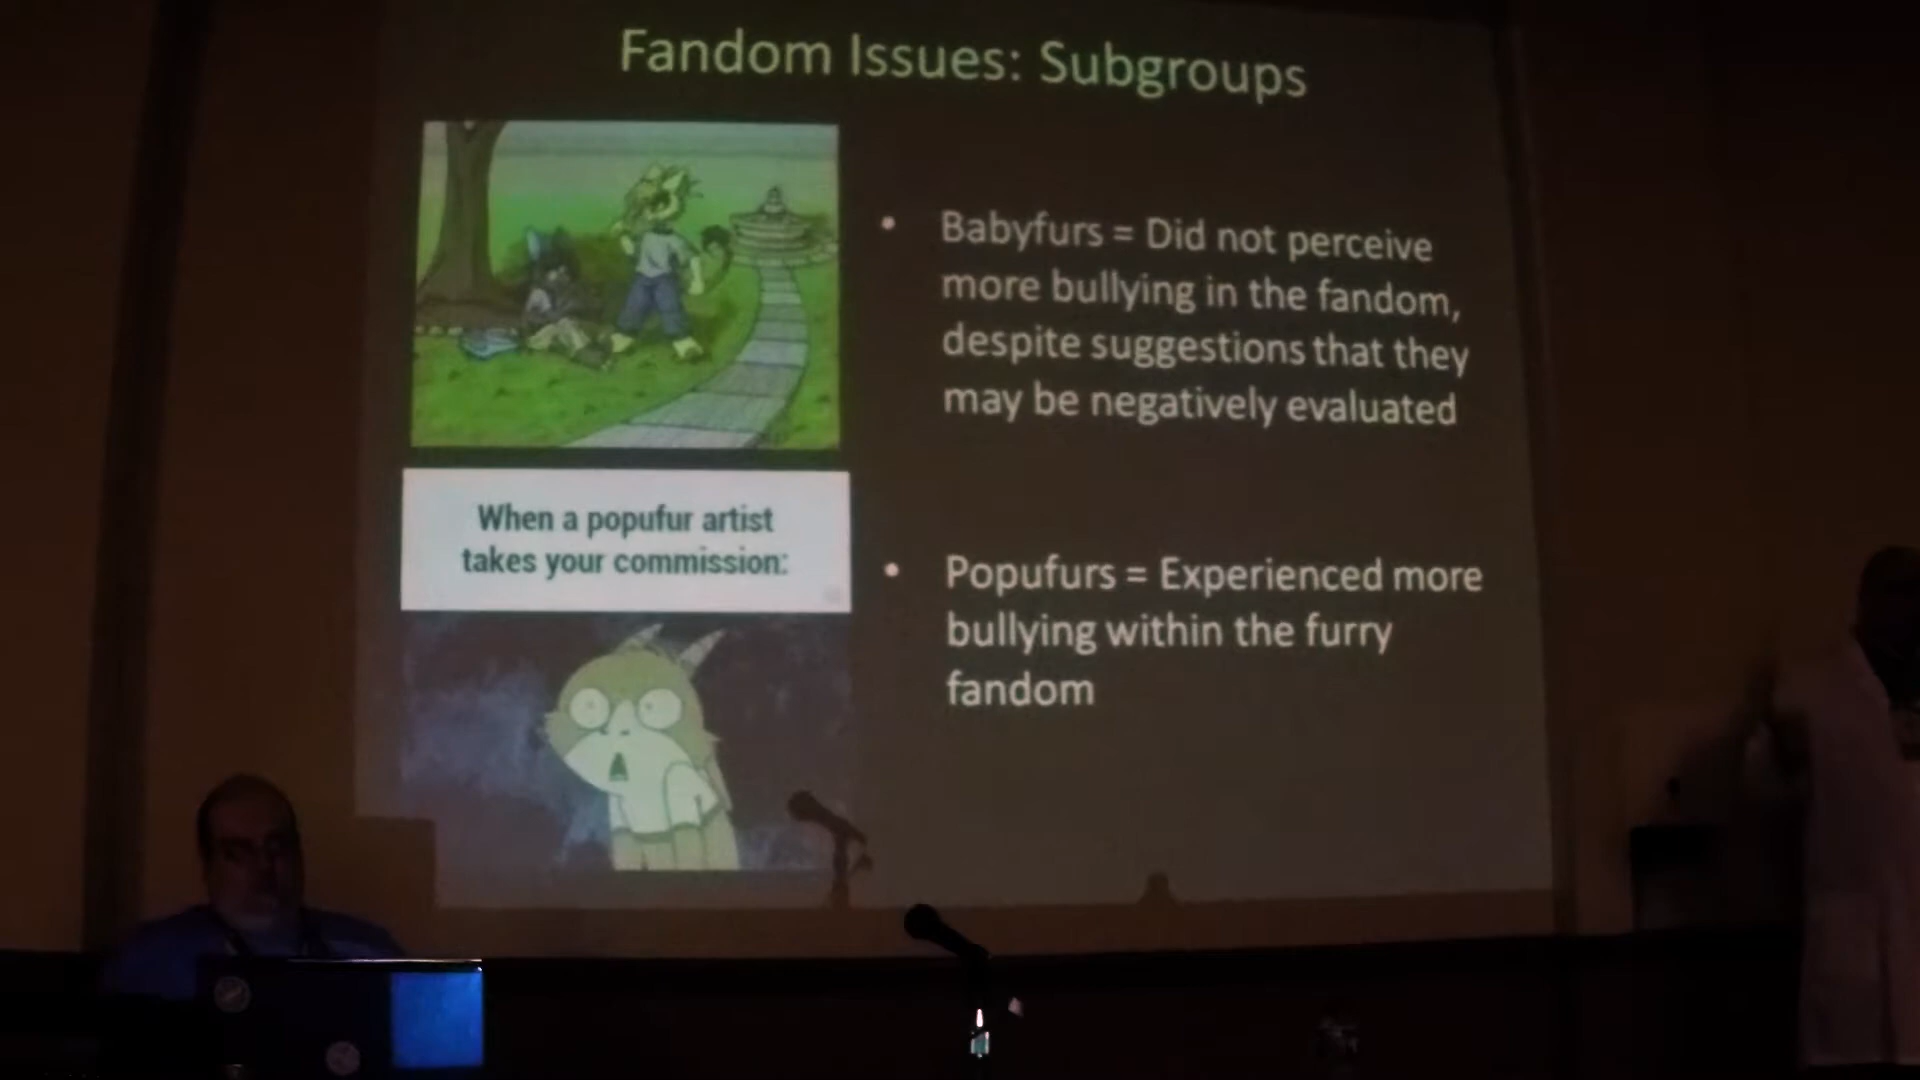 Fandom Issues: Subgroups
• Babyfurs = Did not perceive
more bullying in the fandom,
despite suggestions that they
may be negatively evaluated
When a popufur artist
takes your commission:
• Popufurs = Experienced more
bullying within the furry
fandom